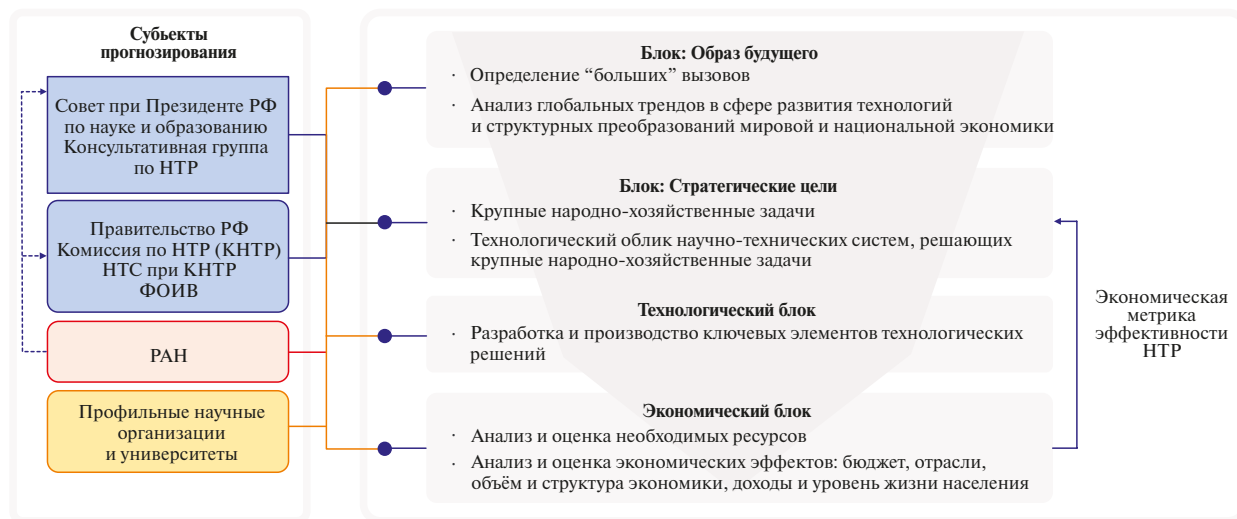 Субъекты
прогнозирования
Совет при Президенте РФ
по науке и образованию
Консультативная группа
по НТР
Правительство РФ
Комиссия по НТР (КНТР)
НТС при КНТР
ФОИВ
РАН
Профильные научные
организации
и университеты
Блок: Образ будущего
· Определение “больших” вызовов
· Анализ глобальных трендов в сфере развития технологий
и структурных преобразований мировой и национальной экономики
Блок: Стратегические цели
· Крупные народно-хозяйственные задачи
· Технологический облик научно-технических систем, решающих
крупные народно-хозяйственные задачи
Технологический блок
· Разработка и производство ключевых элементов технологических
решений
Экономический блок
· Анализ и оценка необходимых ресурсов
· Анализ и оценка экономических эффектов: бюджет, отрасли,
объём и структура экономики, доходы и уровень жизни населения
Экономическая
метрика
эффективности
НТР